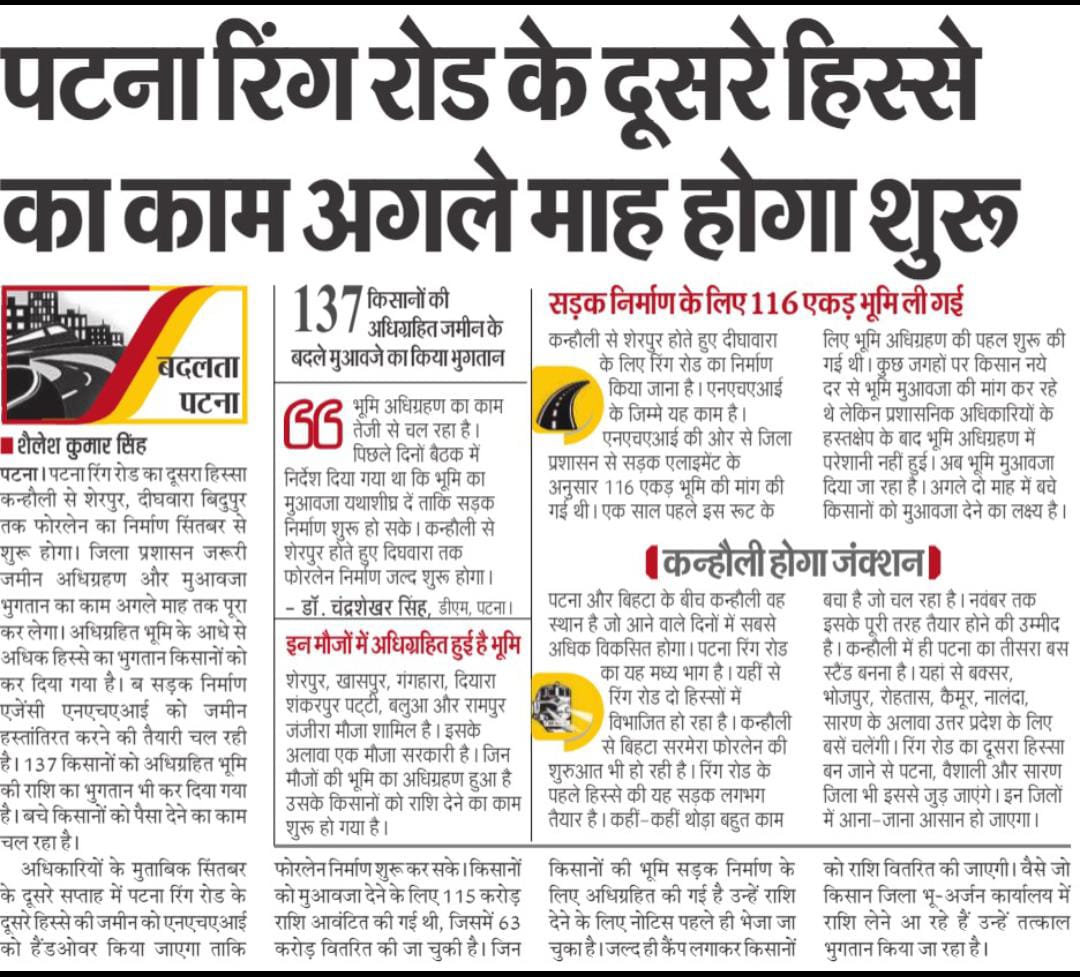 पटना रिंग रोड के दूसरे हिस्से
का काम अगले माह होगा शुरू
बदलता
पटना
शैलेश कुमार सिंह
पटना। पटना रिंग रोड का दूसरा हिस्सा
कन्हौली से शेरपुर, दीघवारा बिदुपुर
तक फोरलेन का निर्माण सितंबर से
शुरू होगा। जिला प्रशासन जरूरी
जमीन अधिग्रहण और मुआवजा
भुगतान का काम अगले माह तक पूरा
कर लेगा। अधिग्रहित भूमि के आधे से
अधिक हिस्से का भुगतान किसानों को
कर दिया गया है। ब सड़क निर्माण
एजेंसी एनएचएआई को जमीन
हस्तांतिरत करने की तैयारी चल रही
है। 137 किसानों को अधिग्रहित भूमि
की राशि का भुगतान भी कर दिया गया
है। बचे किसानों को पैसा देने का काम
चल रहा है।
अधिकारियों के मुताबिक सितंबर
के दूसरे सप्ताह में पटना रिंग रोड के
दूसरे हिस्से की जमीन को एनएचएआई
को हैंडओवर किया जाएगा ताकि
137 किसानों की
अधिग्रहित जमीन के
बदले मुआवजे का किया भुगतान
भूमि अधिग्रहण का काम
तेजी से चल रहा है।
पिछले दिनों बैठक में
निर्देश दिया गया था कि भूमि का
मुआवजा यथाशीघ्र दें ताकि सड़क
निर्माण शुरू हो सके। कन्हौली से
शेरपुर होते हुए दिघवारा तक
फोरलेन निर्माण जल्द शुरू होगा।
– डॉ. चंद्रशेखर सिंह, डीएम, पटना।
इन मौजों में अधिग्रहित हुई है भूमि
शेरपुर, खासपुर, गंगहारा, दियारा
शंकरपुर पट्टी, बलुआ और रामपुर
जंजीरा मौजा शामिल है। इसके
अलावा एक मौजा सरकारी है। जिन
मौजों की भूमि का अधिग्रहण हुआ है
उसके किसानों को राशि देने का काम
शुरू हो गया है।
फोरलेन निर्माण शुरू कर सके। किसानों
को मुआवजा देने के लिए 115 करोड़
राशि आवंटित की गई थी, जिसमें 63
करोड़ वितरित की जा चुकी है। जिन
सड़क निर्माण के लिए 116 एकड़ भूमि ली गई
कन्हौली से शेरपुर होते हुए दीघावारा
के लिए रिंग रोड का निर्माण
किया जाना है। एनएचएआई
के जिम्मे यह काम है।
एनएचएआई की ओर से जिला
प्रशासन से सड़क एलाइमेंट के
अनुसार 116 एकड़ भूमि की मांग की
गई थी। एक साल पहले इस रूट के
लिए भूमि अधिग्रहण की पहल शुरू की
गई थी। कुछ जगहों पर किसान नये
दर से भूमि मुआवजा की मांग कर रहे
थे लेकिन प्रशासनिक अधिकारियों के
हस्तक्षेप के बाद भूमि अधिग्रहण में
परेशानी नहीं हुई। अब भूमि मुआवजा
दिया जा रहा है। अगले दो माह में बचे
किसानों को मुआवजा देने का लक्ष्य है।
कन्हौली होगा जंक्शन
पटना और बिहटा के बीच कन्हौली वह
स्थान है जो आने वाले दिनों में सबसे
अधिक विकसित होगा। पटना रिंग रोड
का यह मध्य भाग है। यहीं से
रिंग रोड दो हिस्सों में
विभाजित हो रहा है। कन्हौली
से बिहटा सरमेरा फोरलेन की
शुरुआत भी हो रही है। रिंग रोड के
पहले हिस्से की यह सड़क लगभग
तैयार है। कहीं-कहीं थोड़ा बहुत काम
बचा है जो चल रहा है। नवंबर तक
इसके पूरी तरह तैयार होने की उम्मीद
है। कन्हौली में ही पटना का तीसरा बस
स्टैंड बनना है। यहां से बक्सर,
भोजपुर, रोहतास, कैमूर, नालंदा,
सारण के अलावा उत्तर प्रदेश के लिए
बसें चलेंगी। रिंग रोड का दूसरा हिस्सा
बन जाने से पटना, वैशाली और सारण
जिला भी इससे जुड़ जाएंगे। इन जिलों
में आना-जाना आसान हो जाएगा।
किसानों की भूमि सड़क निर्माण के
लिए अधिग्रहित की गई है उन्हें राशि
देने के लिए नोटिस पहले ही भेजा जा
चुका है। जल्द ही कैंप लगाकर किसानों
को राशि वितरित की जाएगी। वैसे जो
किसान जिला भू-अर्जन कार्यालय में
राशि लेने आ रहे हैं उन्हें तत्काल
भुगतान किया जा रहा है।